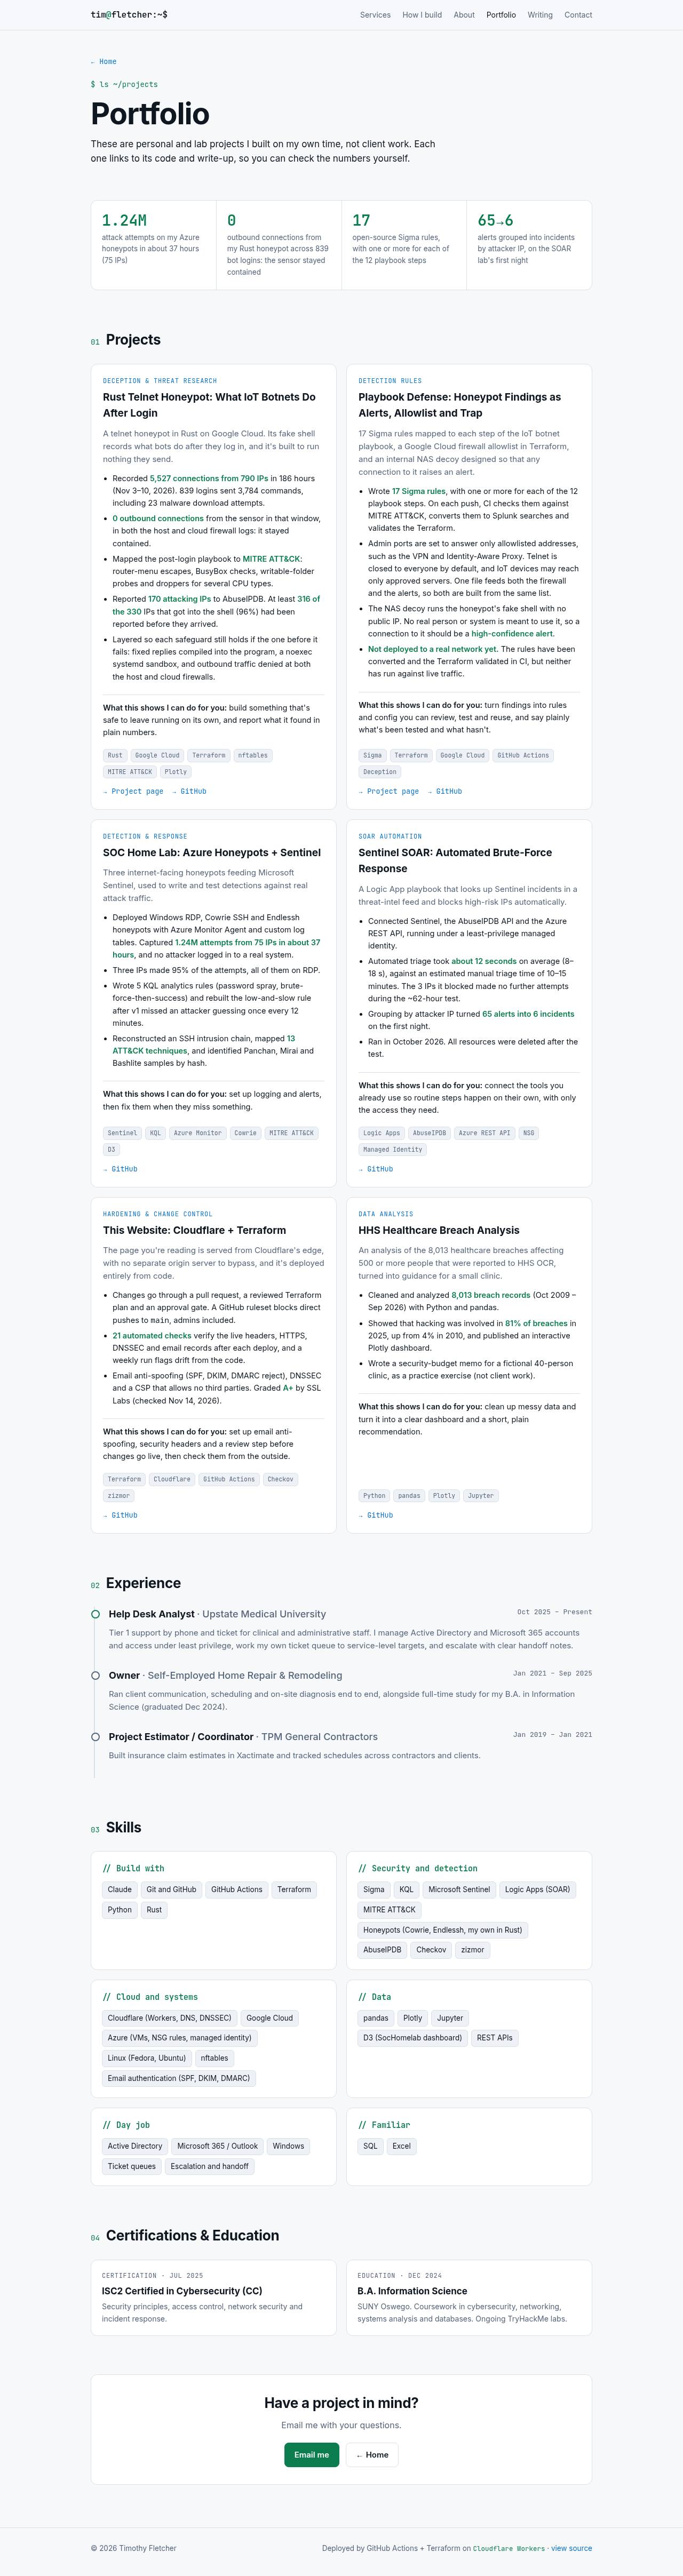 tim@fletcher:~$
Services How I build About Portfolio Writing Contact
← Home
$ ls ~/projects
Portfolio
These are personal and lab projects I built on my own time, not client work. Each
one links to its code and write-up, so you can check the numbers yourself.
1.24M
attack attempts on my Azure
honeypots in about 37 hours
(75 IPs)
0
outbound connections from
my Rust honeypot across 839
bot logins: the sensor stayed
contained
17
open-source Sigma rules,
with one or more for each of
the 12 playbook steps
65→6
alerts grouped into incidents
by attacker IP, on the SOAR
lab's first night
01 Projects
DECEPTION & THREAT RESEARCH
Rust Telnet Honeypot: What IoT Botnets Do
After Login
A telnet honeypot in Rust on Google Cloud. Its fake shell
records what bots do after they log in, and it's built to run
nothing they send.
• Recorded 5,527 connections from 790 IPs in 186 hours
(Nov 3–10, 2026). 839 logins sent 3,784 commands,
including 23 malware download attempts.
• 0 outbound connections from the sensor in that window,
in both the host and cloud firewall logs: it stayed
contained.
• Mapped the post-login playbook to MITRE ATT&CK:
router-menu escapes, BusyBox checks, writable-folder
probes and droppers for several CPU types.
• Reported 170 attacking IPs to AbuseIPDB. At least 316 of
the 330 IPs that got into the shell (96%) had been
reported before they arrived.
• Layered so each safeguard still holds if the one before it
fails: fixed replies compiled into the program, a noexec
systemd sandbox, and outbound traffic denied at both
the host and cloud firewalls.
What this shows I can do for you: build something that's
safe to leave running on its own, and report what it found in
plain numbers.
Rust Google Cloud Terraform nftables
MITRE ATT&CK Plotly
→ Project page → GitHub
DETECTION RULES
Playbook Defense: Honeypot Findings as
Alerts, Allowlist and Trap
17 Sigma rules mapped to each step of the IoT botnet
playbook, a Google Cloud firewall allowlist in Terraform,
and an internal NAS decoy designed so that any
connection to it raises an alert.
• Wrote 17 Sigma rules, with one or more for each of the 12
playbook steps. On each push, CI checks them against
MITRE ATT&CK, converts them to Splunk searches and
validates the Terraform.
• Admin ports are set to answer only allowlisted addresses,
such as the VPN and Identity-Aware Proxy. Telnet is
closed to everyone by default, and IoT devices may reach
only approved servers. One file feeds both the firewall
and the alerts, so both are built from the same list.
• The NAS decoy runs the honeypot's fake shell with no
public IP. No real person or system is meant to use it, so a
connection to it should be a high-confidence alert.
• Not deployed to a real network yet. The rules have been
converted and the Terraform validated in CI, but neither
has run against live traffic.
What this shows I can do for you: turn findings into rules
and config you can review, test and reuse, and say plainly
what's been tested and what hasn't.
Sigma Terraform Google Cloud GitHub Actions
Deception
→ Project page → GitHub
DETECTION & RESPONSE
SOC Home Lab: Azure Honeypots + Sentinel
Three internet-facing honeypots feeding Microsoft
Sentinel, used to write and test detections against real
attack traffic.
• Deployed Windows RDP, Cowrie SSH and Endlessh
honeypots with Azure Monitor Agent and custom log
tables. Captured 1.24M attempts from 75 IPs in about 37
hours, and no attacker logged in to a real system.
• Three IPs made 95% of the attempts, all of them on RDP.
• Wrote 5 KQL analytics rules (password spray, brute-
force-then-success) and rebuilt the low-and-slow rule
after v1 missed an attacker guessing once every 12
minutes.
• Reconstructed an SSH intrusion chain, mapped 13
ATT&CK techniques, and identified Panchan, Mirai and
Bashlite samples by hash.
What this shows I can do for you: set up logging and alerts,
then fix them when they miss something.
Sentinel KQL Azure Monitor Cowrie MITRE ATT&CK
D3
→ GitHub
SOAR AUTOMATION
Sentinel SOAR: Automated Brute-Force
Response
A Logic App playbook that looks up Sentinel incidents in a
threat-intel feed and blocks high-risk IPs automatically.
• Connected Sentinel, the AbuseIPDB API and the Azure
REST API, running under a least-privilege managed
identity.
• Automated triage took about 12 seconds on average (8–
18 s), against an estimated manual triage time of 10–15
minutes. The 3 IPs it blocked made no further attempts
during the ~62-hour test.
• Grouping by attacker IP turned 65 alerts into 6 incidents
on the first night.
• Ran in October 2026. All resources were deleted after the
test.
What this shows I can do for you: connect the tools you
already use so routine steps happen on their own, with only
the access they need.
Logic Apps AbuseIPDB Azure REST API NSG
Managed Identity
→ GitHub
HARDENING & CHANGE CONTROL
This Website: Cloudflare + Terraform
The page you're reading is served from Cloudflare's edge,
with no separate origin server to bypass, and it's deployed
entirely from code.
• Changes go through a pull request, a reviewed Terraform
plan and an approval gate. A GitHub ruleset blocks direct
pushes to main, admins included.
• 21 automated checks verify the live headers, HTTPS,
DNSSEC and email records after each deploy, and a
weekly run flags drift from the code.
• Email anti-spoofing (SPF, DKIM, DMARC reject), DNSSEC
and a CSP that allows no third parties. Graded A+ by SSL
Labs (checked Nov 14, 2026).
What this shows I can do for you: set up email anti-
spoofing, security headers and a review step before
changes go live, then check them from the outside.
Terraform Cloudflare GitHub Actions Checkov
zizmor
→ GitHub
DATA ANALYSIS
HHS Healthcare Breach Analysis
An analysis of the 8,013 healthcare breaches affecting
500 or more people that were reported to HHS OCR,
turned into guidance for a small clinic.
• Cleaned and analyzed 8,013 breach records (Oct 2009 –
Sep 2026) with Python and pandas.
• Showed that hacking was involved in 81% of breaches in
2025, up from 4% in 2010, and published an interactive
Plotly dashboard.
• Wrote a security-budget memo for a fictional 40-person
clinic, as a practice exercise (not client work).
What this shows I can do for you: clean up messy data and
turn it into a clear dashboard and a short, plain
recommendation.
Python pandas Plotly Jupyter
→ GitHub
02 Experience
Help Desk Analyst · Upstate Medical University Oct 2025 – Present
Tier 1 support by phone and ticket for clinical and administrative staff. I manage Active Directory and Microsoft 365 accounts
and access under least privilege, work my own ticket queue to service-level targets, and escalate with clear handoff notes.
Owner · Self-Employed Home Repair & Remodeling Jan 2021 – Sep 2025
Ran client communication, scheduling and on-site diagnosis end to end, alongside full-time study for my B.A. in Information
Science (graduated Dec 2024).
Project Estimator / Coordinator · TPM General Contractors Jan 2019 – Jan 2021
Built insurance claim estimates in Xactimate and tracked schedules across contractors and clients.
03 Skills
// Build with
Claude Git and GitHub GitHub Actions Terraform
Python Rust
// Security and detection
Sigma KQL Microsoft Sentinel Logic Apps (SOAR)
MITRE ATT&CK
Honeypots (Cowrie, Endlessh, my own in Rust)
AbuseIPDB Checkov zizmor
// Cloud and systems
Cloudflare (Workers, DNS, DNSSEC) Google Cloud
Azure (VMs, NSG rules, managed identity)
Linux (Fedora, Ubuntu) nftables
Email authentication (SPF, DKIM, DMARC)
// Data
pandas Plotly Jupyter
D3 (SocHomelab dashboard) REST APIs
// Day job
Active Directory Microsoft 365 / Outlook Windows
Ticket queues Escalation and handoff
// Familiar
SQL Excel
04 Certifications & Education
CERTIFICATION · JUL 2025
ISC2 Certified in Cybersecurity (CC)
Security principles, access control, network security and
incident response.
EDUCATION · DEC 2024
B.A. Information Science
SUNY Oswego. Coursework in cybersecurity, networking,
systems analysis and databases. Ongoing TryHackMe labs.
Have a project in mind?
Email me with your questions.
Email me ← Home
© 2026 Timothy Fletcher
Deployed by GitHub Actions + Terraform on Cloudflare Workers · view source